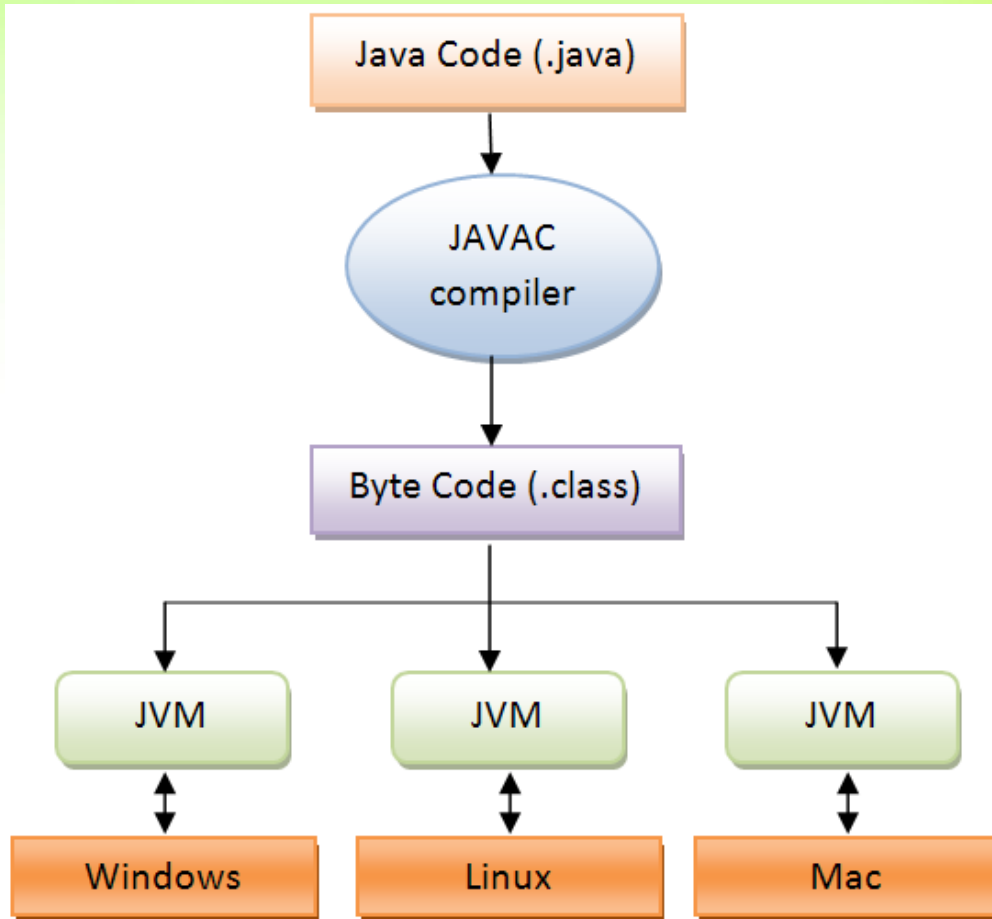 Java Code (.java)
JAVAC
compiler
Byte Code (.class)
JVM
JVM
JVM
Windows
Linux
Mac